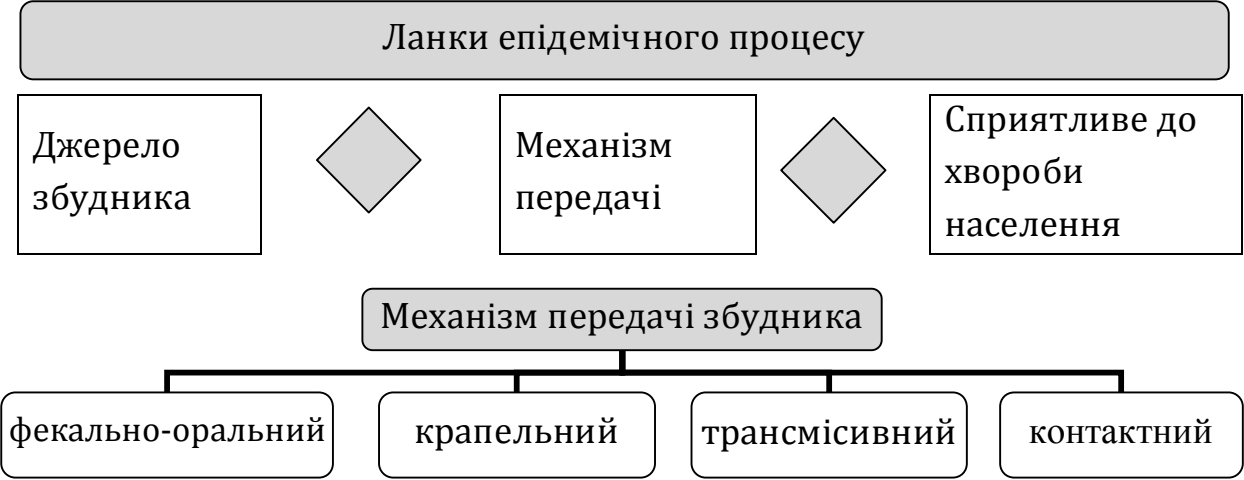 Ланки епідемічного процесу
Джерело
збудника
Механізм
передачі
Сприятливе до
хвороби
населення
Механізм передачі збудника
фекально-оральний
крапельний
трансмісивний
контактний